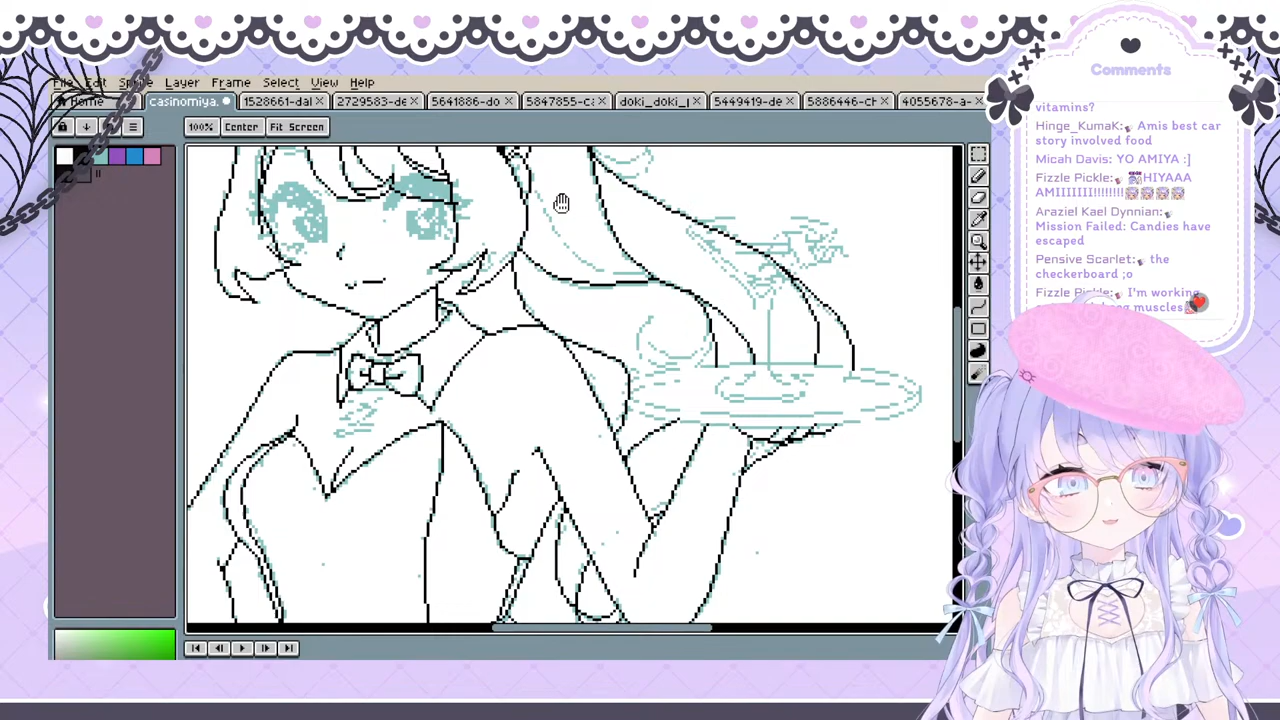 File Edit Layer Frame Select View Help
Home casinomiya. 1528661-dal 2729583-de 5641886-do 5847855-ca doki_doki_ 5449419-de 5886446-ch 4055678-a-
100% Center Fit Screen
Comments
vitamins?
Hinge_KumaK: Amis best car
story involved food
Micah Davis: YO AMIYA :]
Fizzle Pickle: HIYAAA
AMIIIIIII!!!!!!!!
Araziel Kael Dynnian:
Mission Failed: Candies have
escaped
Pensive Scarlet: the
checkerboard ;o
Fizzle Pickle: I'm working
muscles